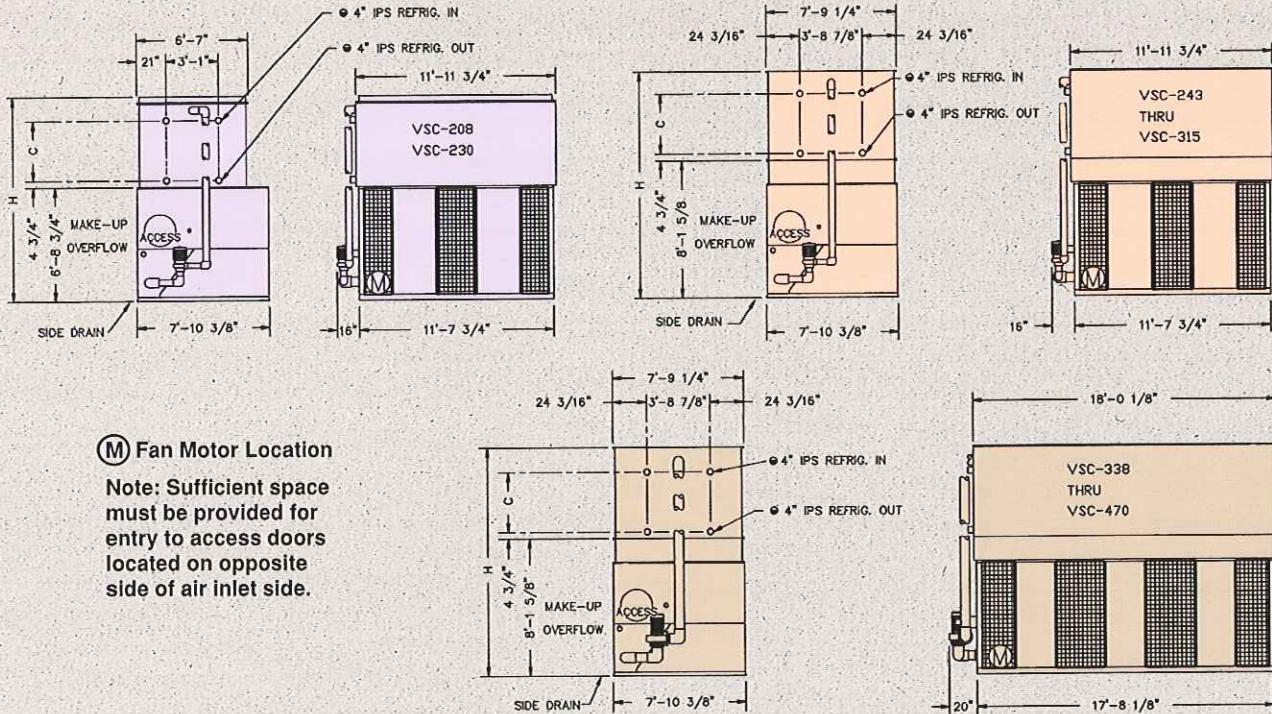 ⊖ 4" IPS REFRIG. IN
⊖ 4" IPS REFRIG. OUT
6'-7"
21"
3'-1"
C
H
4 3/4"
6'-8 3/4"
MAKE-UP
OVERFLOW
ACCESS
SIDE DRAIN
7'-10 3/8"
11'-11 3/4"
VSC-208
VSC-230
M
16"
11'-7 3/4"
7'-9 1/4"
24 3/16"
3'-8 7/8"
24 3/16"
⊖ 4" IPS REFRIG. IN
⊖ 4" IPS REFRIG. OUT
C
H
4 3/4"
8'-1 5/8"
MAKE-UP
OVERFLOW
ACCESS
SIDE DRAIN
7'-10 3/8"
11'-11 3/4"
VSC-243
THRU
VSC-315
M
16"
11'-7 3/4"
M Fan Motor Location
Note: Sufficient space
must be provided for
entry to access doors
located on opposite
side of air inlet side.
7'-9 1/4"
24 3/16"
3'-8 7/8"
24 3/16"
⊖ 4" IPS REFRIG. IN
⊖ 4" IPS REFRIG. OUT
C
H
4 3/4"
8'-1 5/8"
MAKE-UP
OVERFLOW
ACCESS
SIDE DRAIN
7'-10 3/8"
18'-0 1/8"
VSC-338
THRU
VSC-470
M
20"
17'-8 1/8"